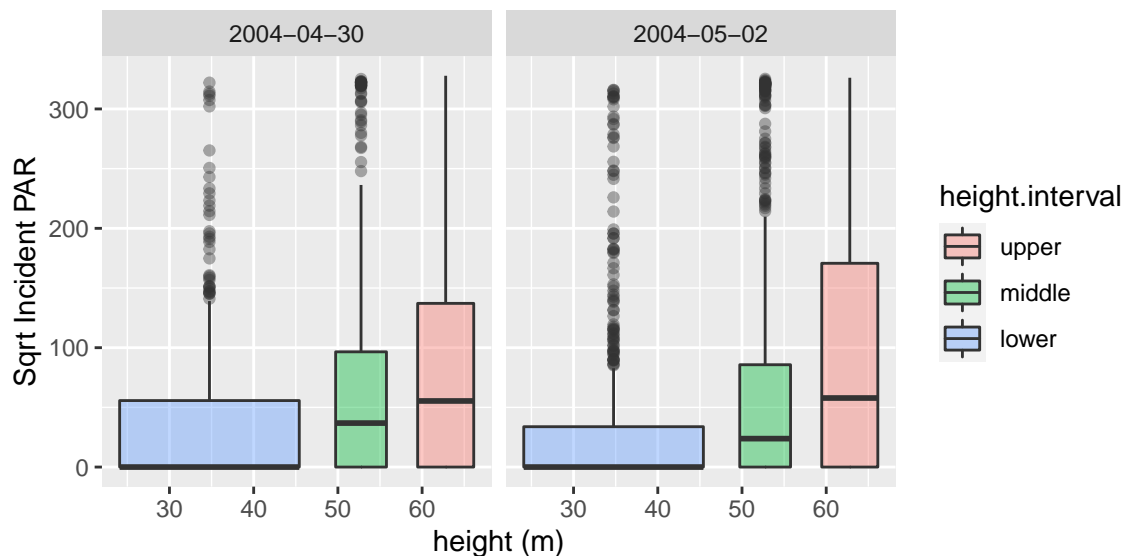 2004−04−30
2004−05−02
300
200
100
0
Sqrt Incident PAR
30
40
50
60
30
40
50
60
height (m)
height.interval
upper
middle
lower